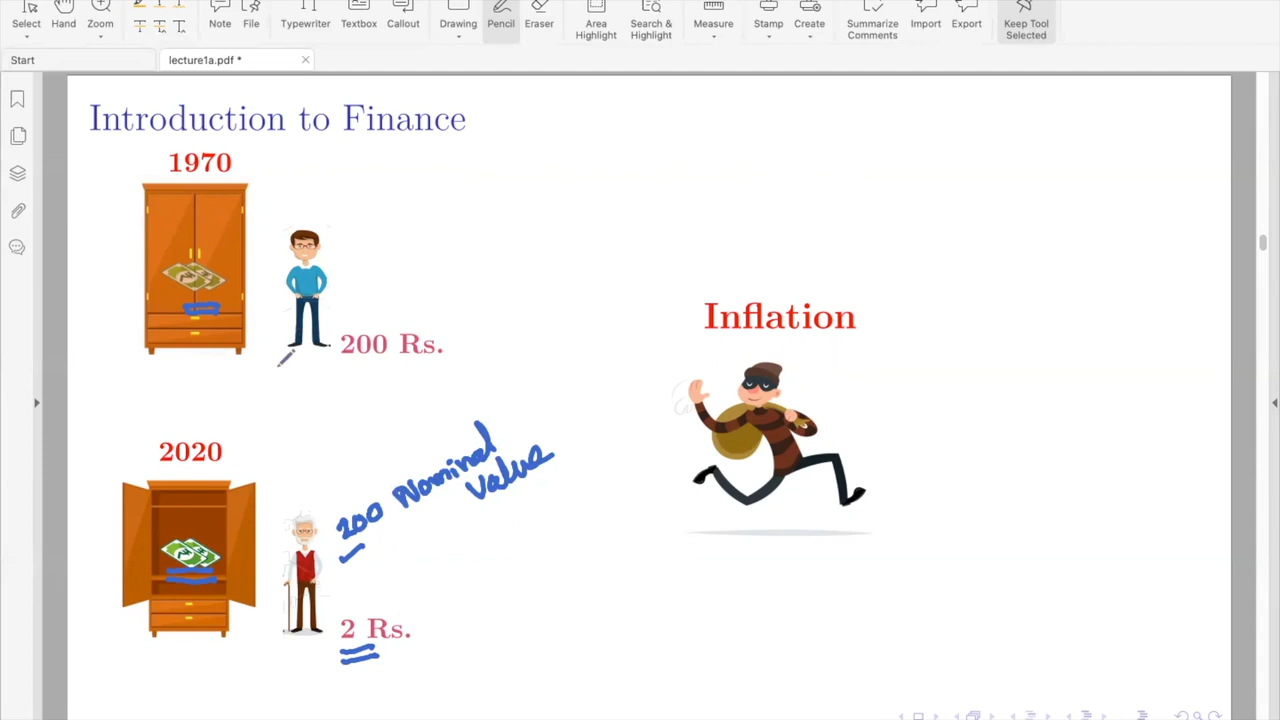 Select
Hand
Zoom
Note
File
Typewriter
Textbox
Callout
Drawing
Pencil
Eraser
Area
Highlight
Search &
Highlight
Measure
Stamp
Create
Summarize
Comments
Import
Export
Keep Tool
Selected
Start
lecture1a.pdf *
Introduction to Finance
1970
200 Rs.
Inflation
2020
200 Nominal
Value
2 Rs.